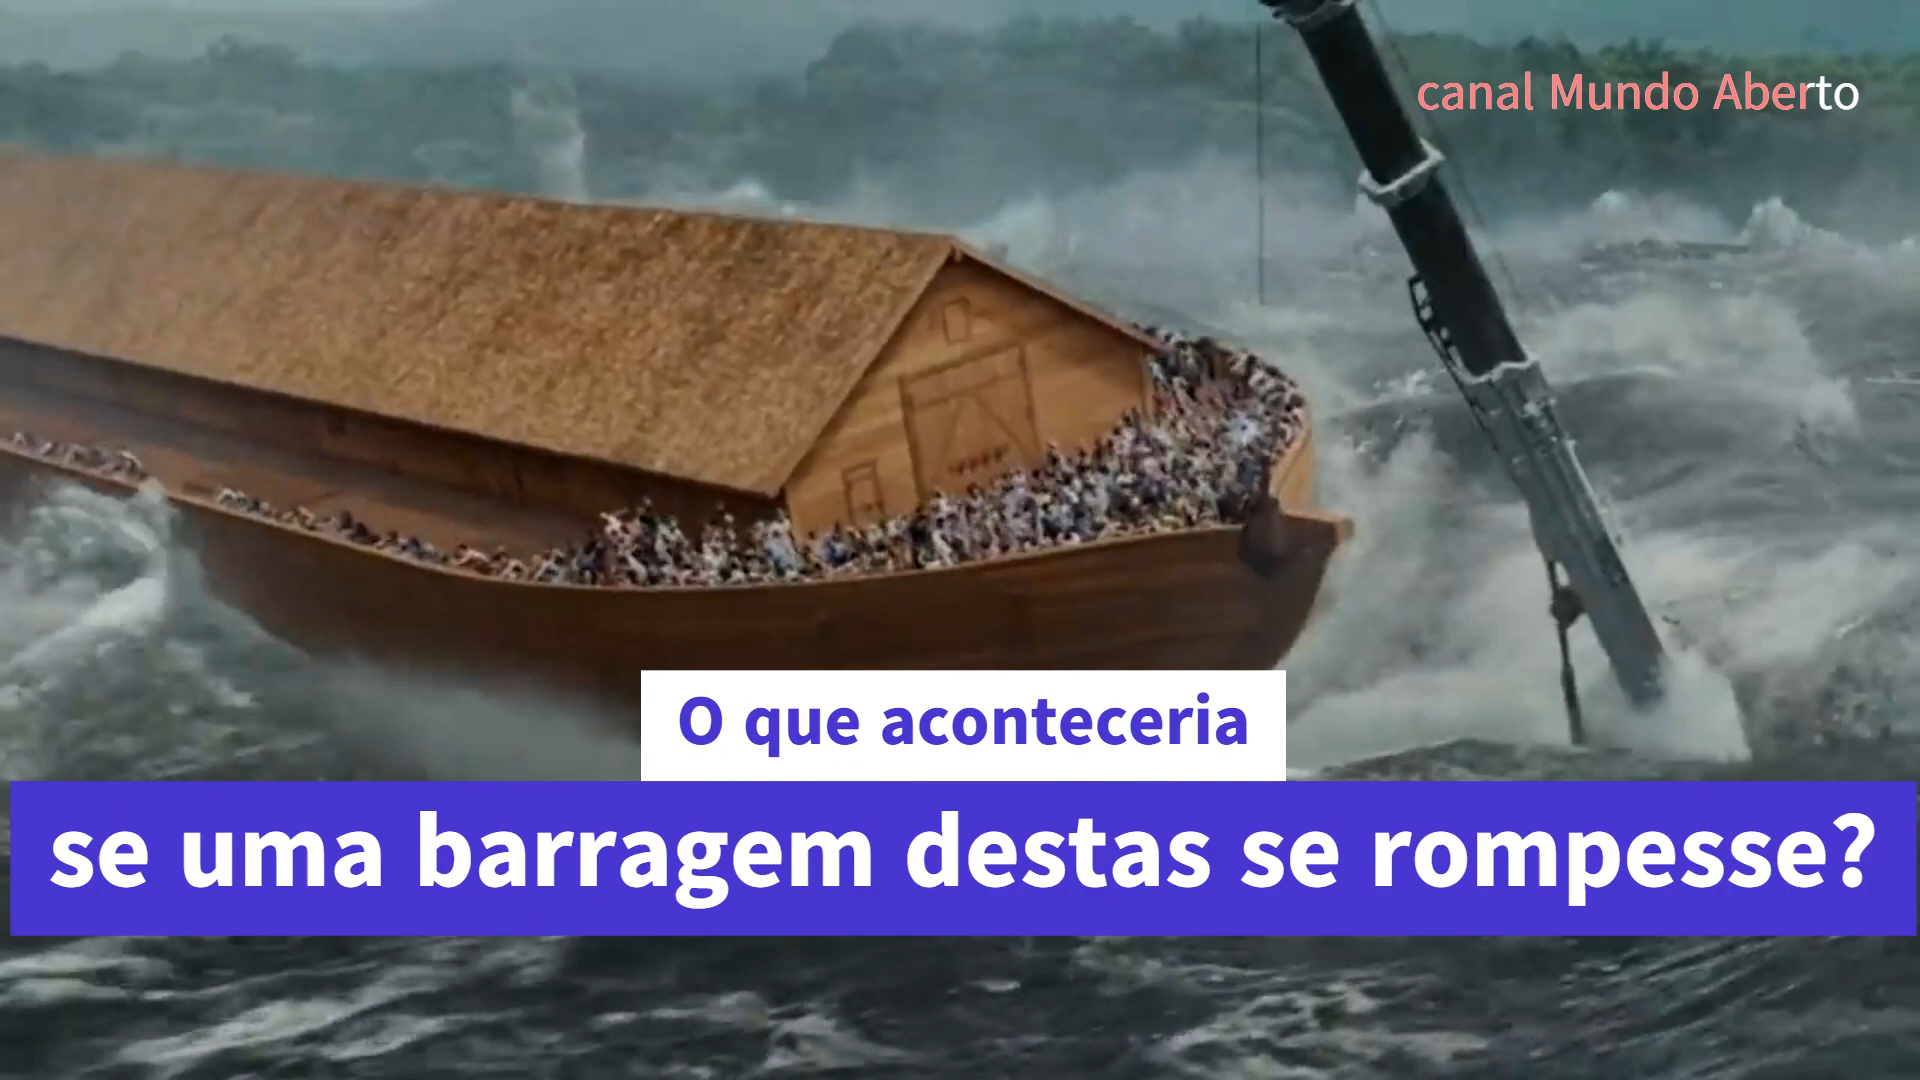 canal Mundo Aberto
O que aconteceria
se uma barragem destas se rompesse?